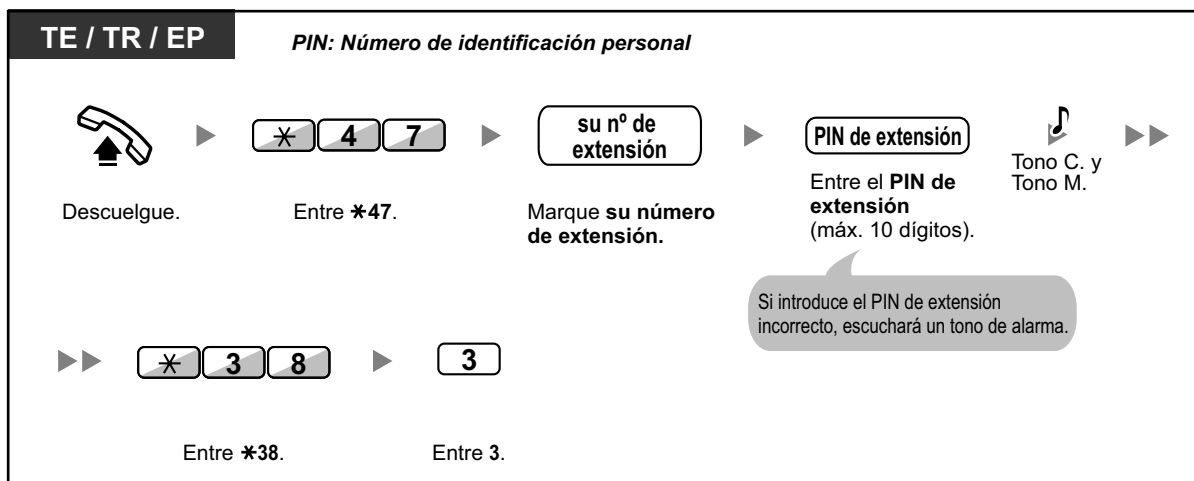 TE / TR / EP
PIN: Número de identificación personal
✳ 4 7
su nº de
extensión
PIN de extensión
Tono C. y
Tono M.
Descuelgue.
Entre ✳47.
Marque su número
de extensión.
Entre el PIN de
extensión
(máx. 10 dígitos).
Si introduce el PIN de extensión
incorrecto, escuchará un tono de alarma.
✳ 3 8
3
Entre ✳38.
Entre 3.